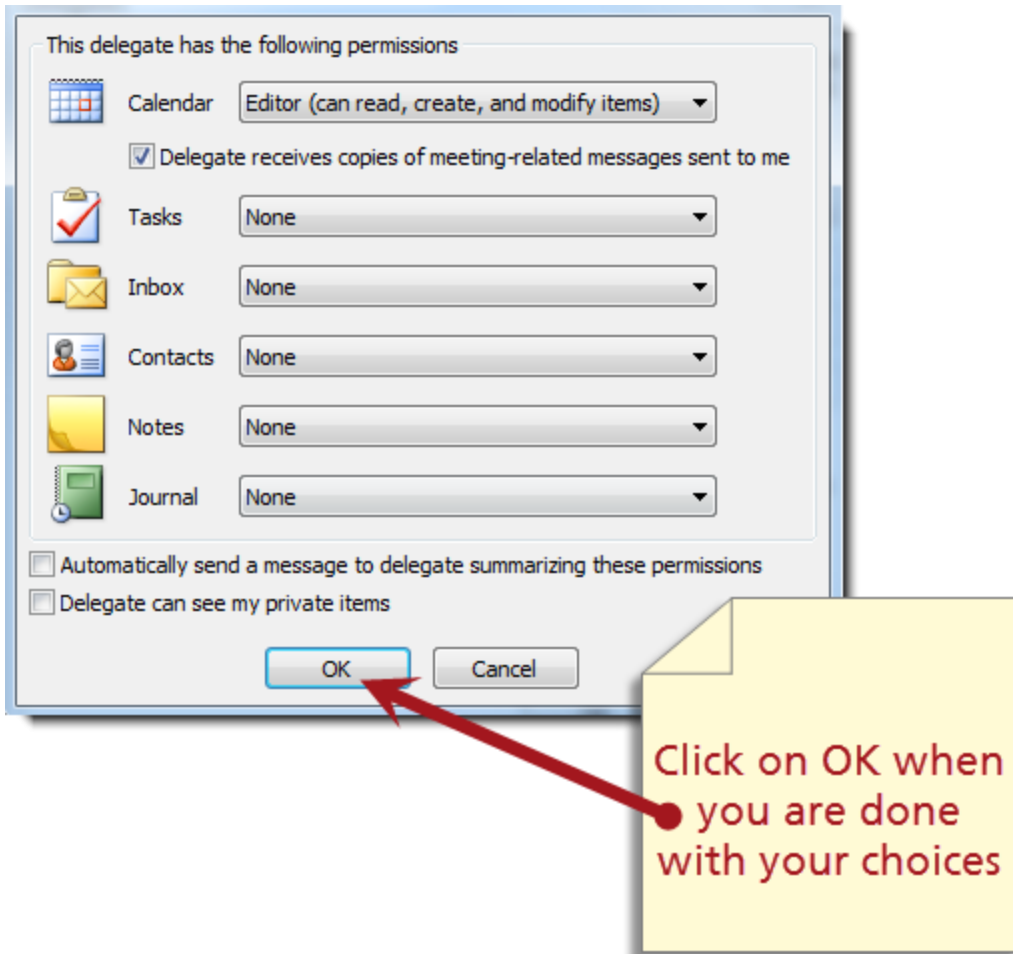 This delegate has the following permissions
Calendar Editor (can read, create, and modify items)
Delegate receives copies of meeting-related messages sent to me
Tasks None
Inbox None
Contacts None
Notes None
Journal None
Automatically send a message to delegate summarizing these permissions
Delegate can see my private items
OK Cancel
Click on OK when
you are done
with your choices